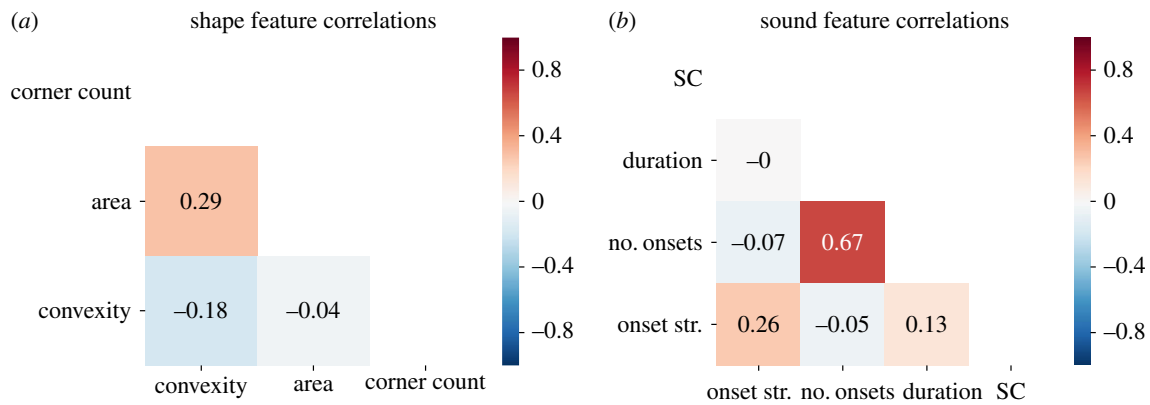 (a) shape feature correlations
corner count
area
convexity
0.29
–0.18 –0.04
convexity area corner count
0.8
0.4
0
–0.4
–0.8
(b) sound feature correlations
SC
duration
no. onsets
onset str.
–0
–0.07 0.67
0.26 –0.05 0.13
onset str. no. onsets duration SC
0.8
0.4
0
–0.4
–0.8